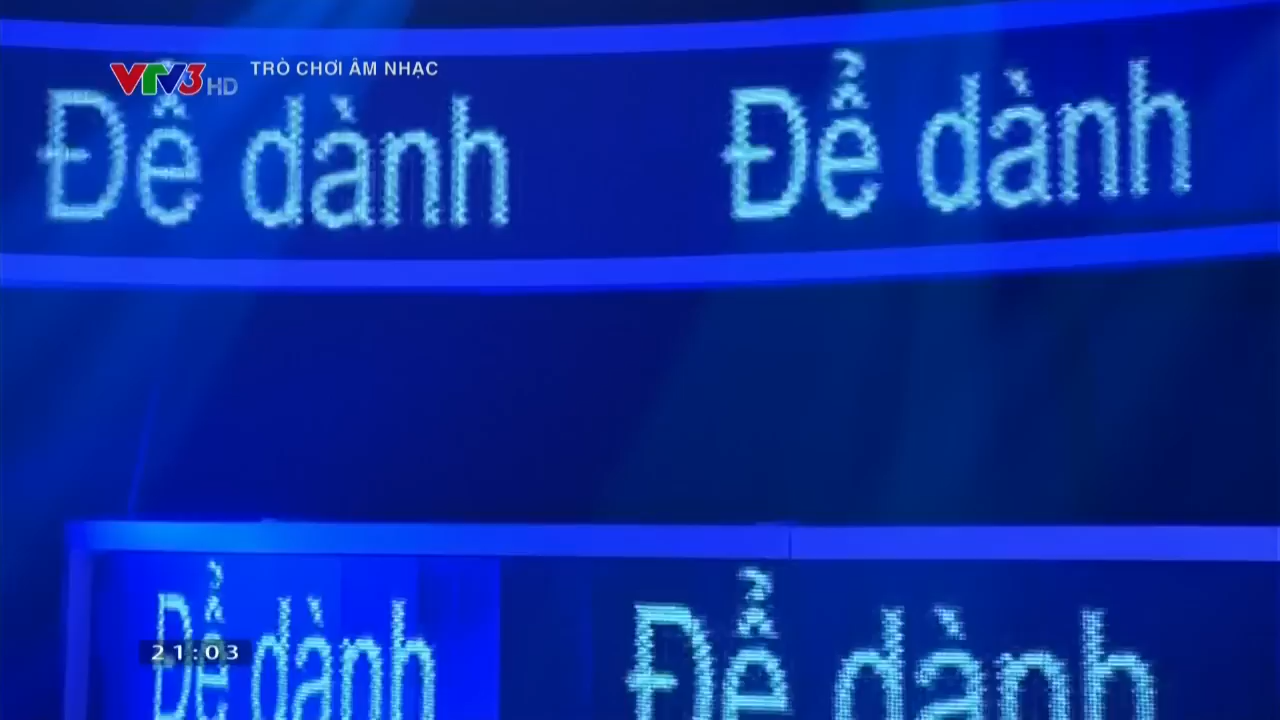 VTV3 HD
TRÒ CHƠI ÂM NHẠC
Để dành
Để dành
Để dành
Để dành
21:03